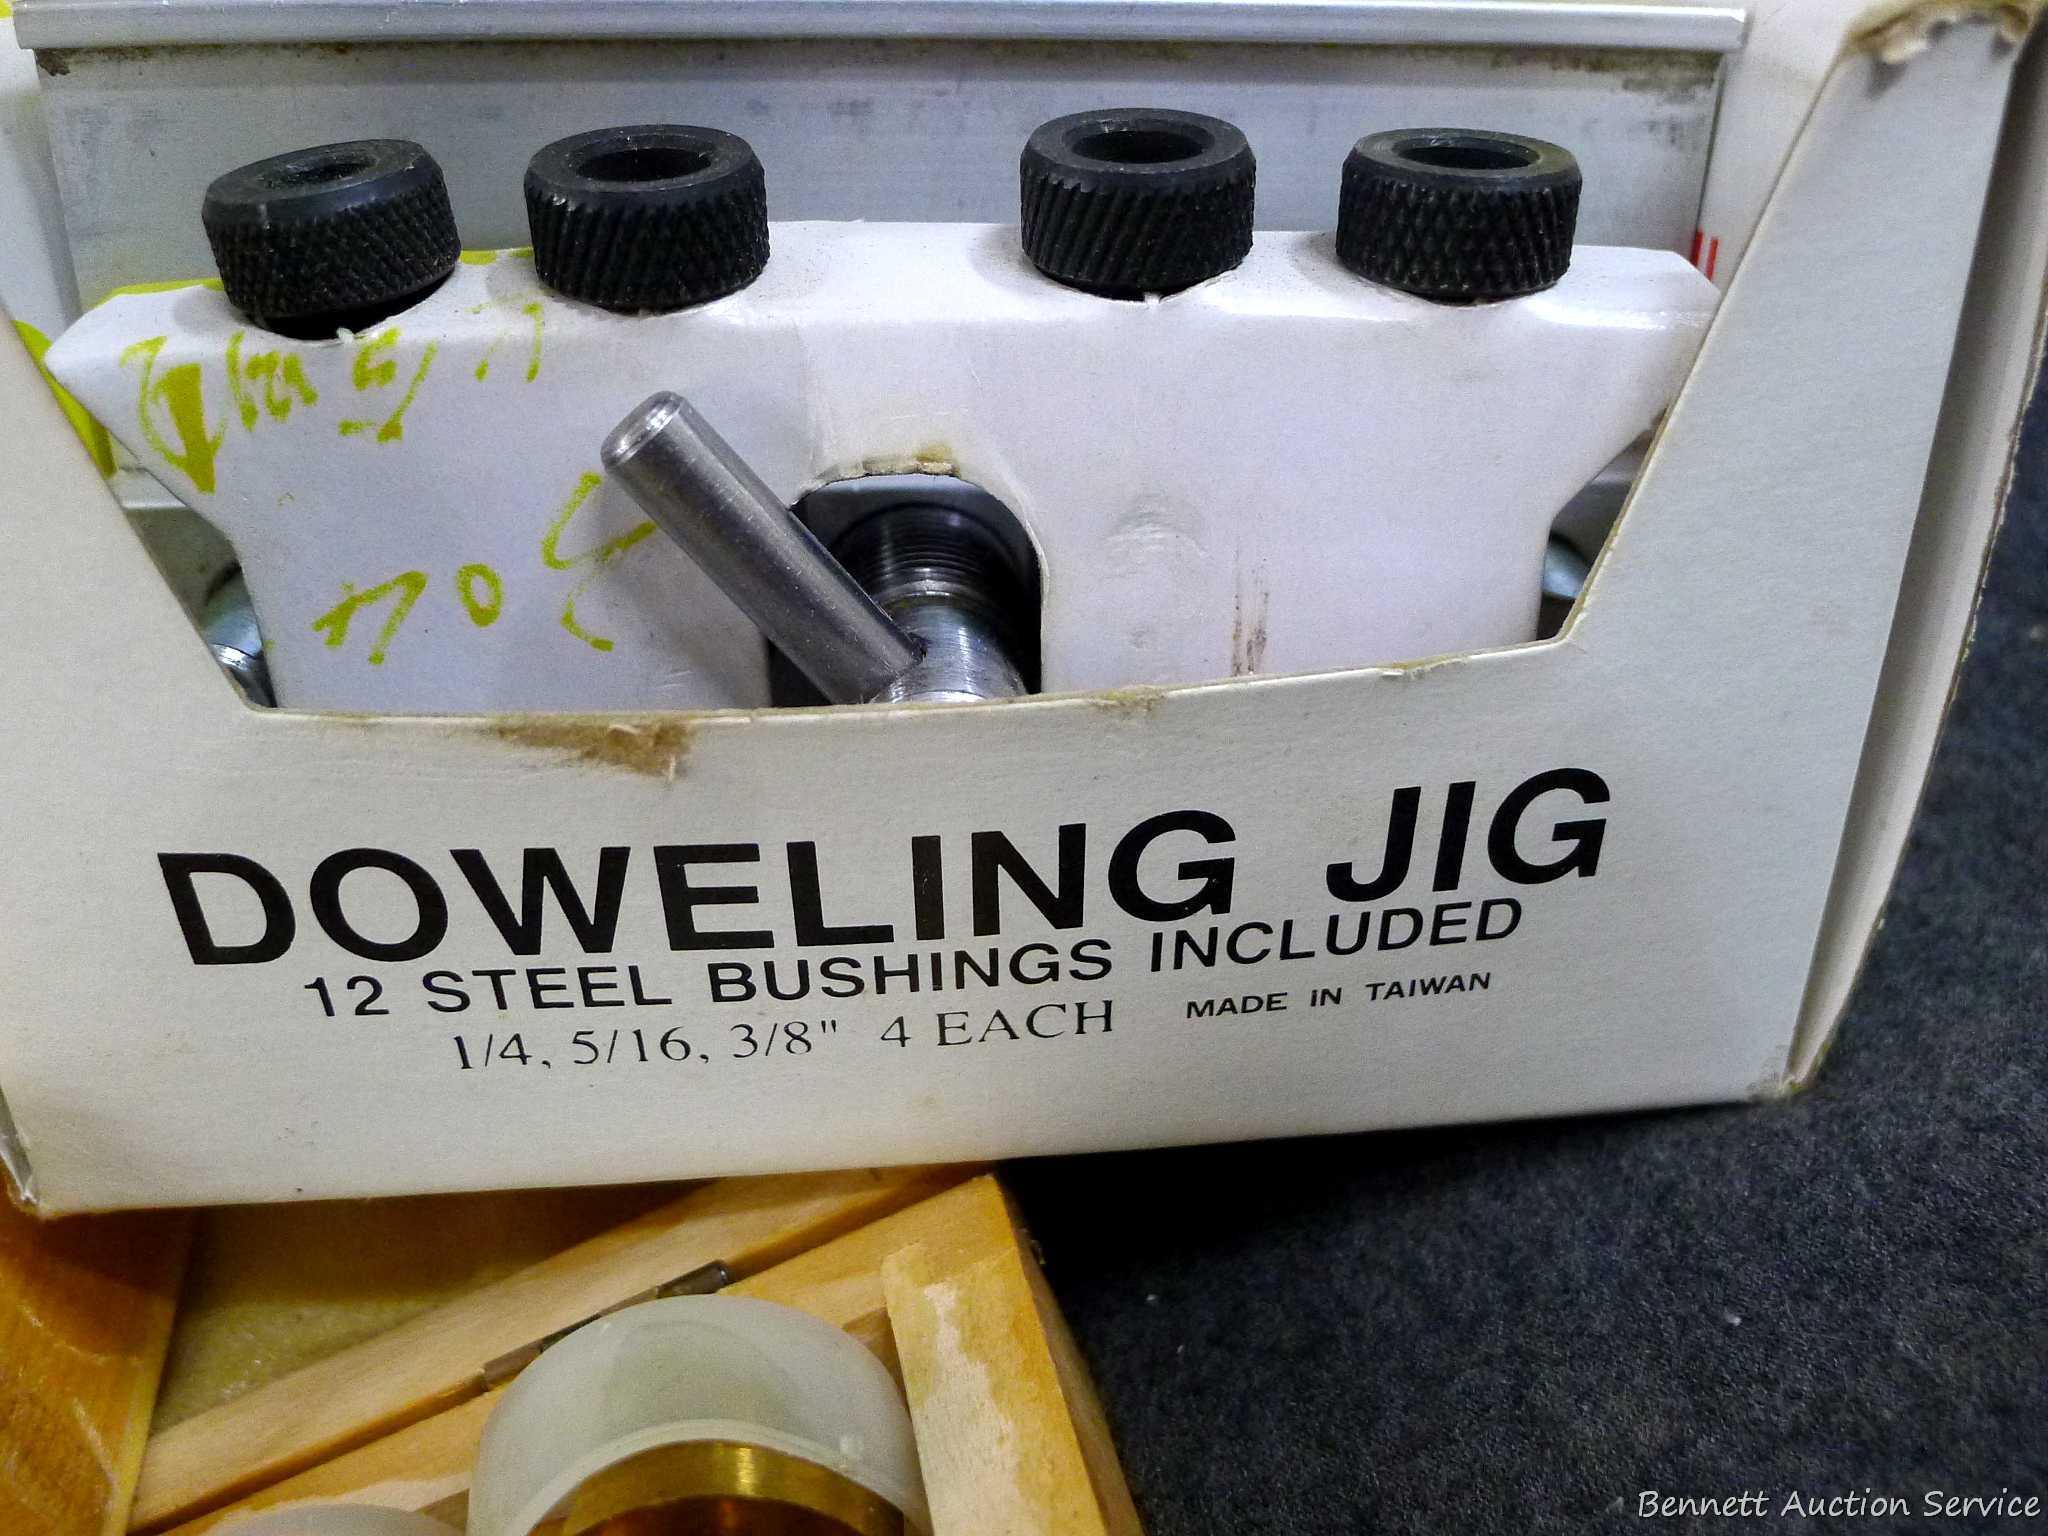 DOWELING JIG
12 STEEL BUSHINGS INCLUDED
1/4, 5/16, 3/8" 4 EACH MADE IN TAIWAN
Bennett Auction Service